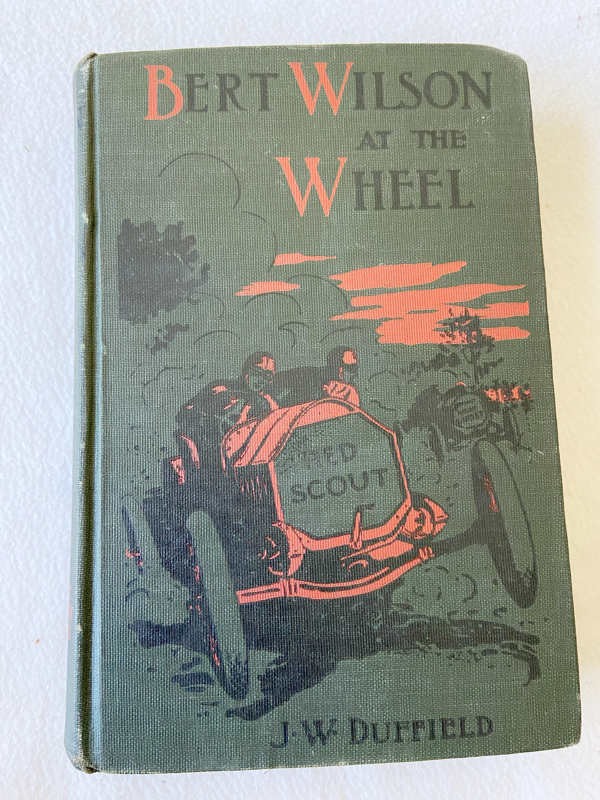 BERT WILSON
AT THE
WHEEL
RED
SCOUT
J. W. DUFFIELD